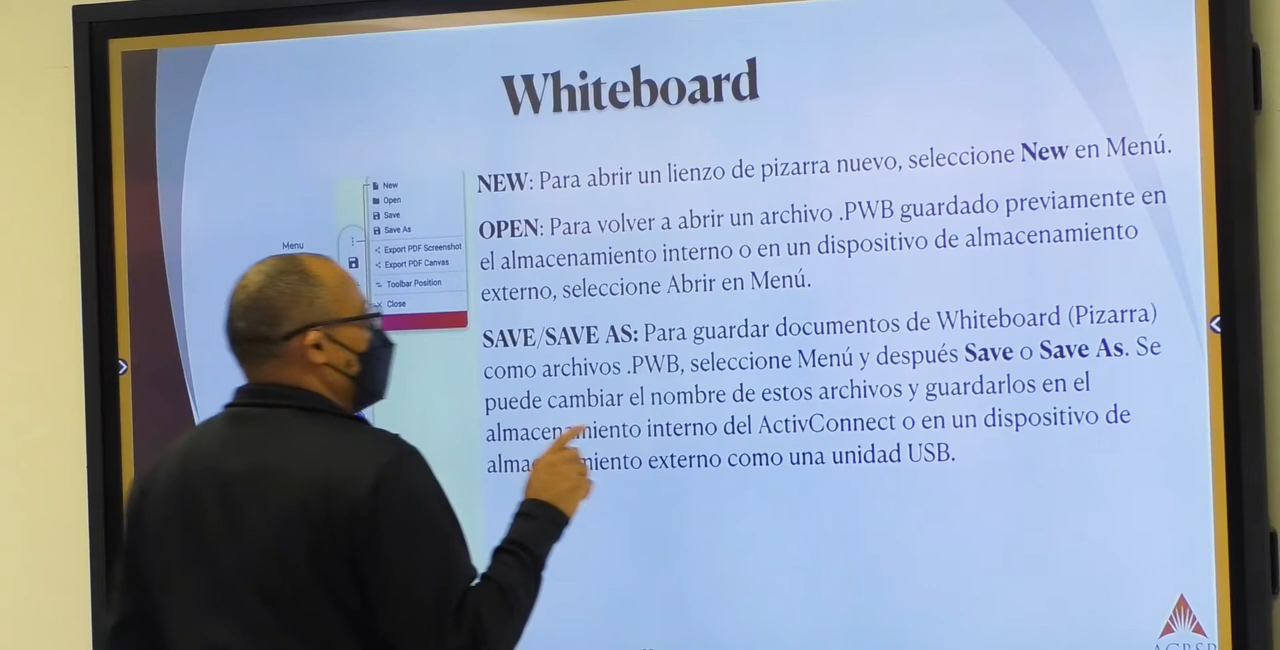 Whiteboard
NEW: Para abrir un lienzo de pizarra nuevo, seleccione New en Menú.
OPEN: Para volver a abrir un archivo .PWB guardado previamente en
el almacenamiento interno o en un dispositivo de almacenamiento
externo, seleccione Abrir en Menú.
SAVE/SAVE AS: Para guardar documentos de Whiteboard (Pizarra)
como archivos .PWB, seleccione Menú y después Save o Save As. Se
puede cambiar el nombre de estos archivos y guardarlos en el
almacenamiento interno del ActivConnect o en un dispositivo de
miento externo como una unidad USB.
Menu
New
Open
Save
Save As
Export PDF Screenshot
Export PDF Canvas
Toolbar Position
Close